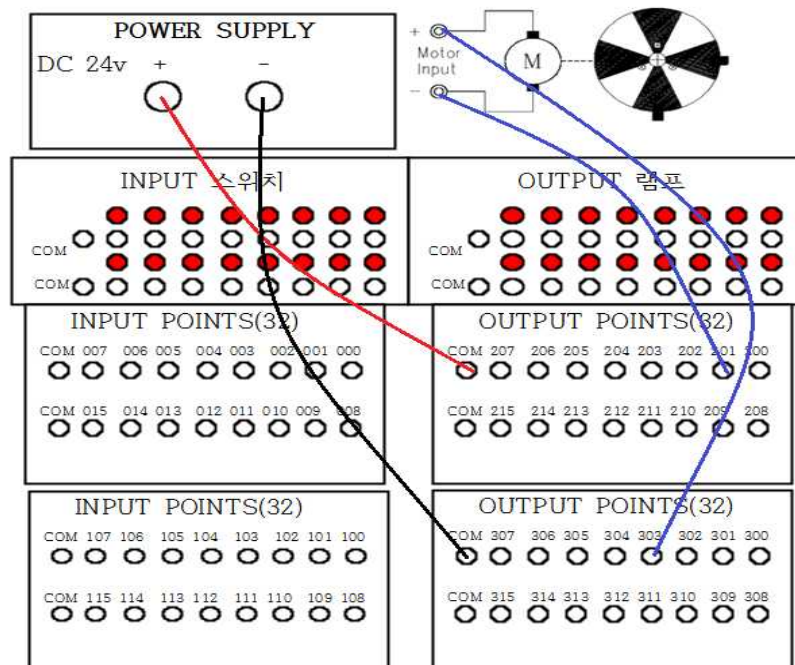 POWER SUPPLY
DC 24v + -
+
Motor
Input
-
M
INPUT 스위치
COM
COM
OUTPUT 램프
COM
COM
INPUT POINTS(32)
COM 007 006 005 004 003 002 001 000
COM 015 014 013 012 011 010 009 008
OUTPUT POINTS(32)
COM 207 206 205 204 203 202 201 200
COM 215 214 213 212 211 210 209 208
INPUT POINTS(32)
COM 107 106 105 104 103 102 101 100
COM 115 114 113 112 111 110 109 108
OUTPUT POINTS(32)
COM 307 306 305 304 303 302 301 300
COM 315 314 313 312 311 310 309 308